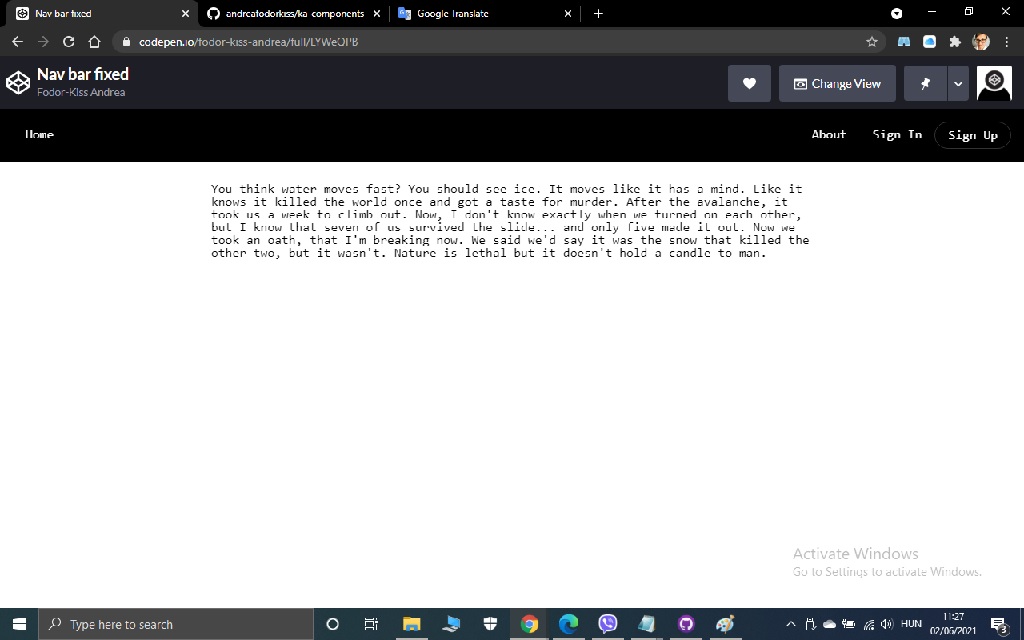 Nav bar fixed
andreafodorkiss/ka-components
Google Translate
codepen.io/fodor-kiss-andrea/full/LYWeOPB
Nav bar fixed
Fodor-Kiss Andrea
Change View
Home
About
Sign In
Sign Up
You think water moves fast? You should see ice. It moves like it has a mind. Like it
knows it killed the world once and got a taste for murder. After the avalanche, it
took us a week to climb out. Now, I don't know exactly when we turned on each other,
but I know that seven of us survived the slide... and only five made it out. Now we
took an oath, that I'm breaking now. We said we'd say it was the snow that killed the
other two, but it wasn't. Nature is lethal but it doesn't hold a candle to man.
Activate Windows
Go to Settings to activate Windows.
Type here to search
HUN
11:27
02/06/2021
3